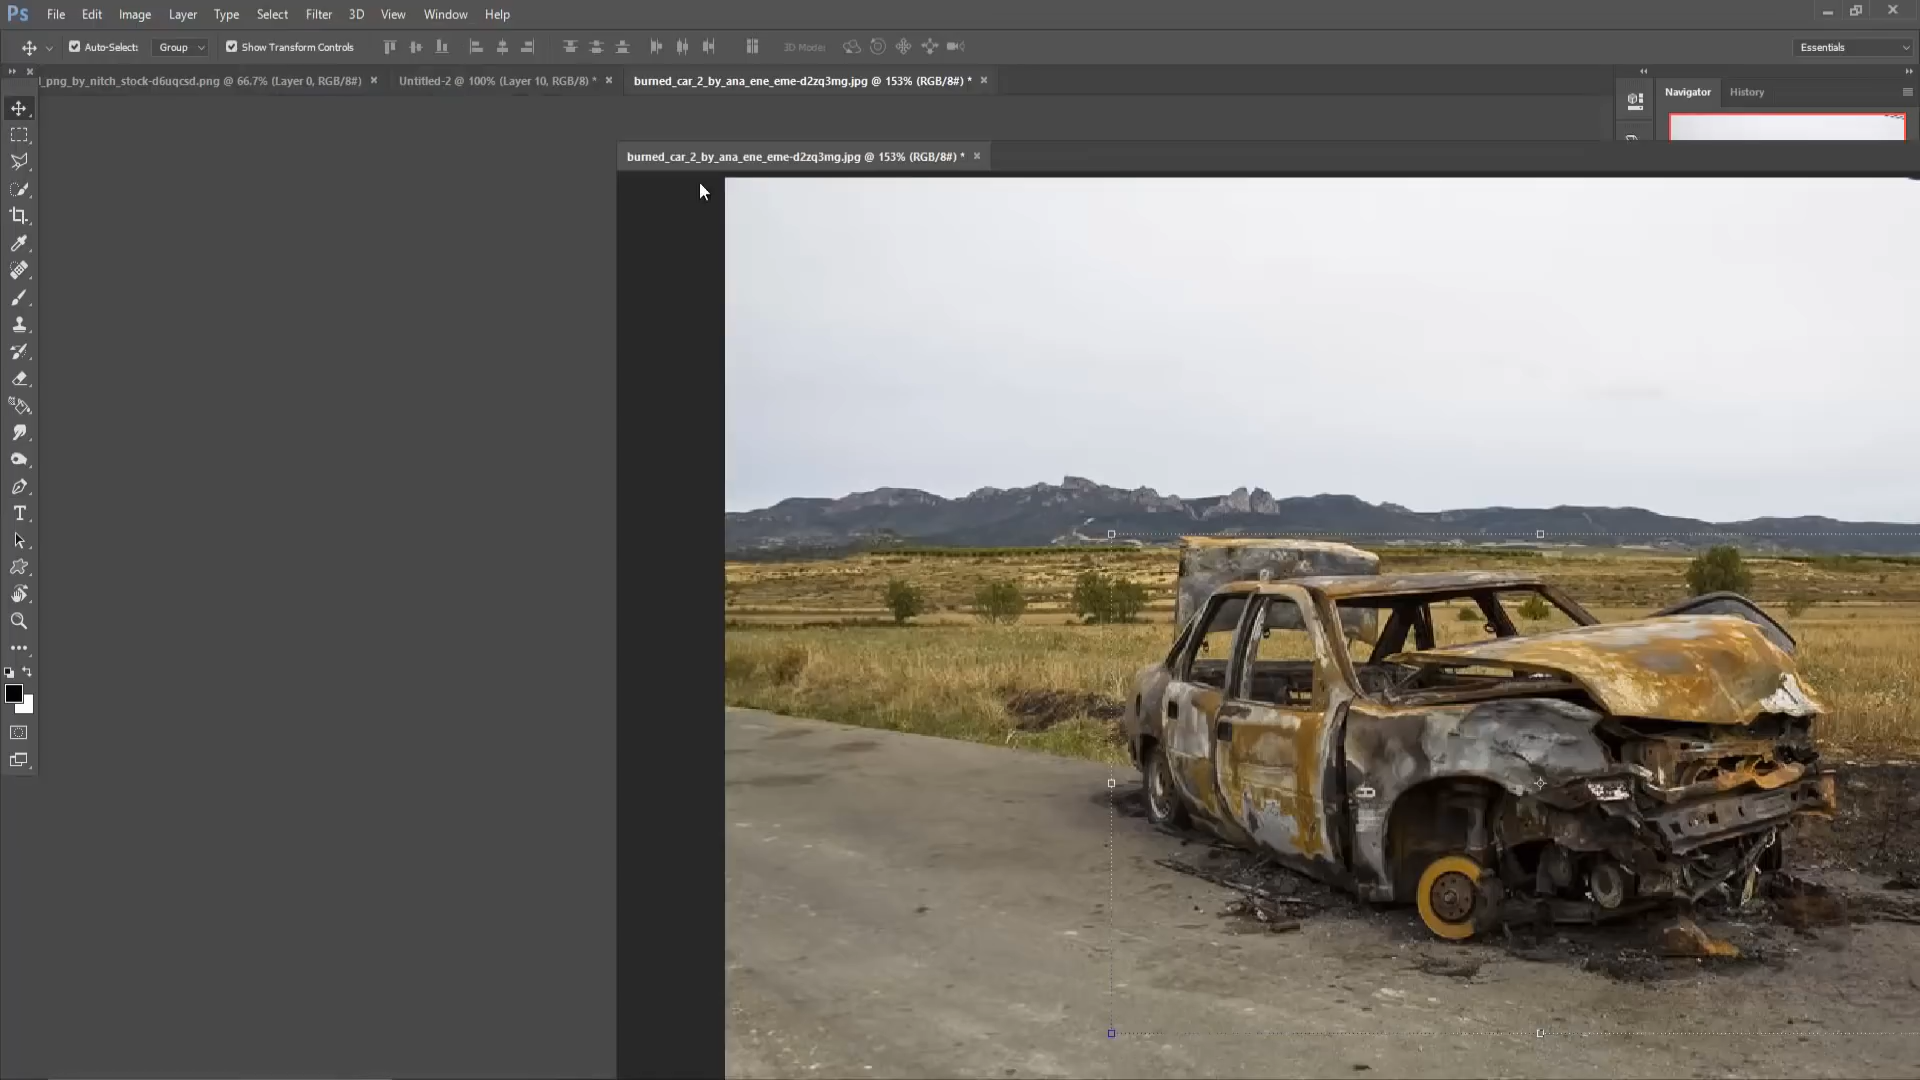 Ps File Edit Image Layer Type Select Filter 3D View Window Help
Auto-Select: Group Show Transform Controls 3D Mode: Essentials
l_png_by_nitch_stock-d6uqcsd.png @ 66.7% (Layer 0, RGB/8#) × Untitled-2 @ 100% (Layer 10, RGB/8) * × burned_car_2_by_ana_ene_eme-d2zq3mg.jpg @ 153% (RGB/8#) * ×
Navigator History
burned_car_2_by_ana_ene_eme-d2zq3mg.jpg @ 153% (RGB/8#) * ×